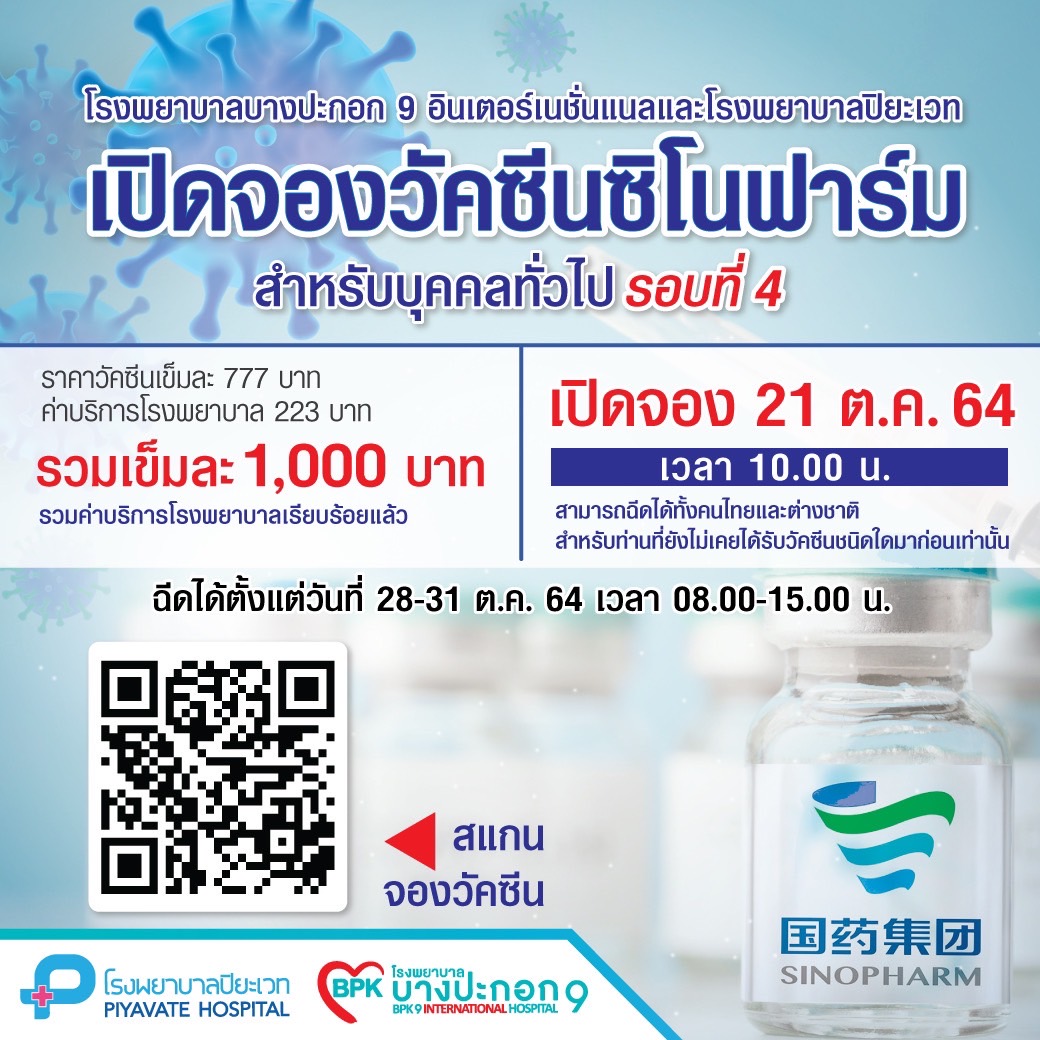 โรงพยาบาลบางปะกอก 9 อินเตอร์เนชั่นแนลและโรงพยาบาลปิยะเวท
เปิดจองวัคซีนซิโนฟาร์ม
สำหรับบุคคลทั่วไป รอบที่ 4
ราคาวัคซีนเข็มละ 777 บาท
ค่าบริการโรงพยาบาล 223 บาท
รวมเข็มละ 1,000 บาท
รวมค่าบริการโรงพยาบาลเรียบร้อยแล้ว
เปิดจอง 21 ต.ค. 64
เวลา 10.00 น.
สามารถฉีดได้ทั้งคนไทยและต่างชาติ
สำหรับท่านที่ยังไม่เคยได้รับวัคซีนชนิดใดมาก่อนเท่านั้น
ฉีดได้ตั้งแต่วันที่ 28-31 ต.ค. 64 เวลา 08.00-15.00 น.
สแกน
จองวัคซีน
国药集团
SINOPHARM
โรงพยาบาลปิยะเวท
PIYAVATE HOSPITAL
BPK
โรงพยาบาล
บางปะกอก 9
BPK 9 INTERNATIONAL HOSPITAL